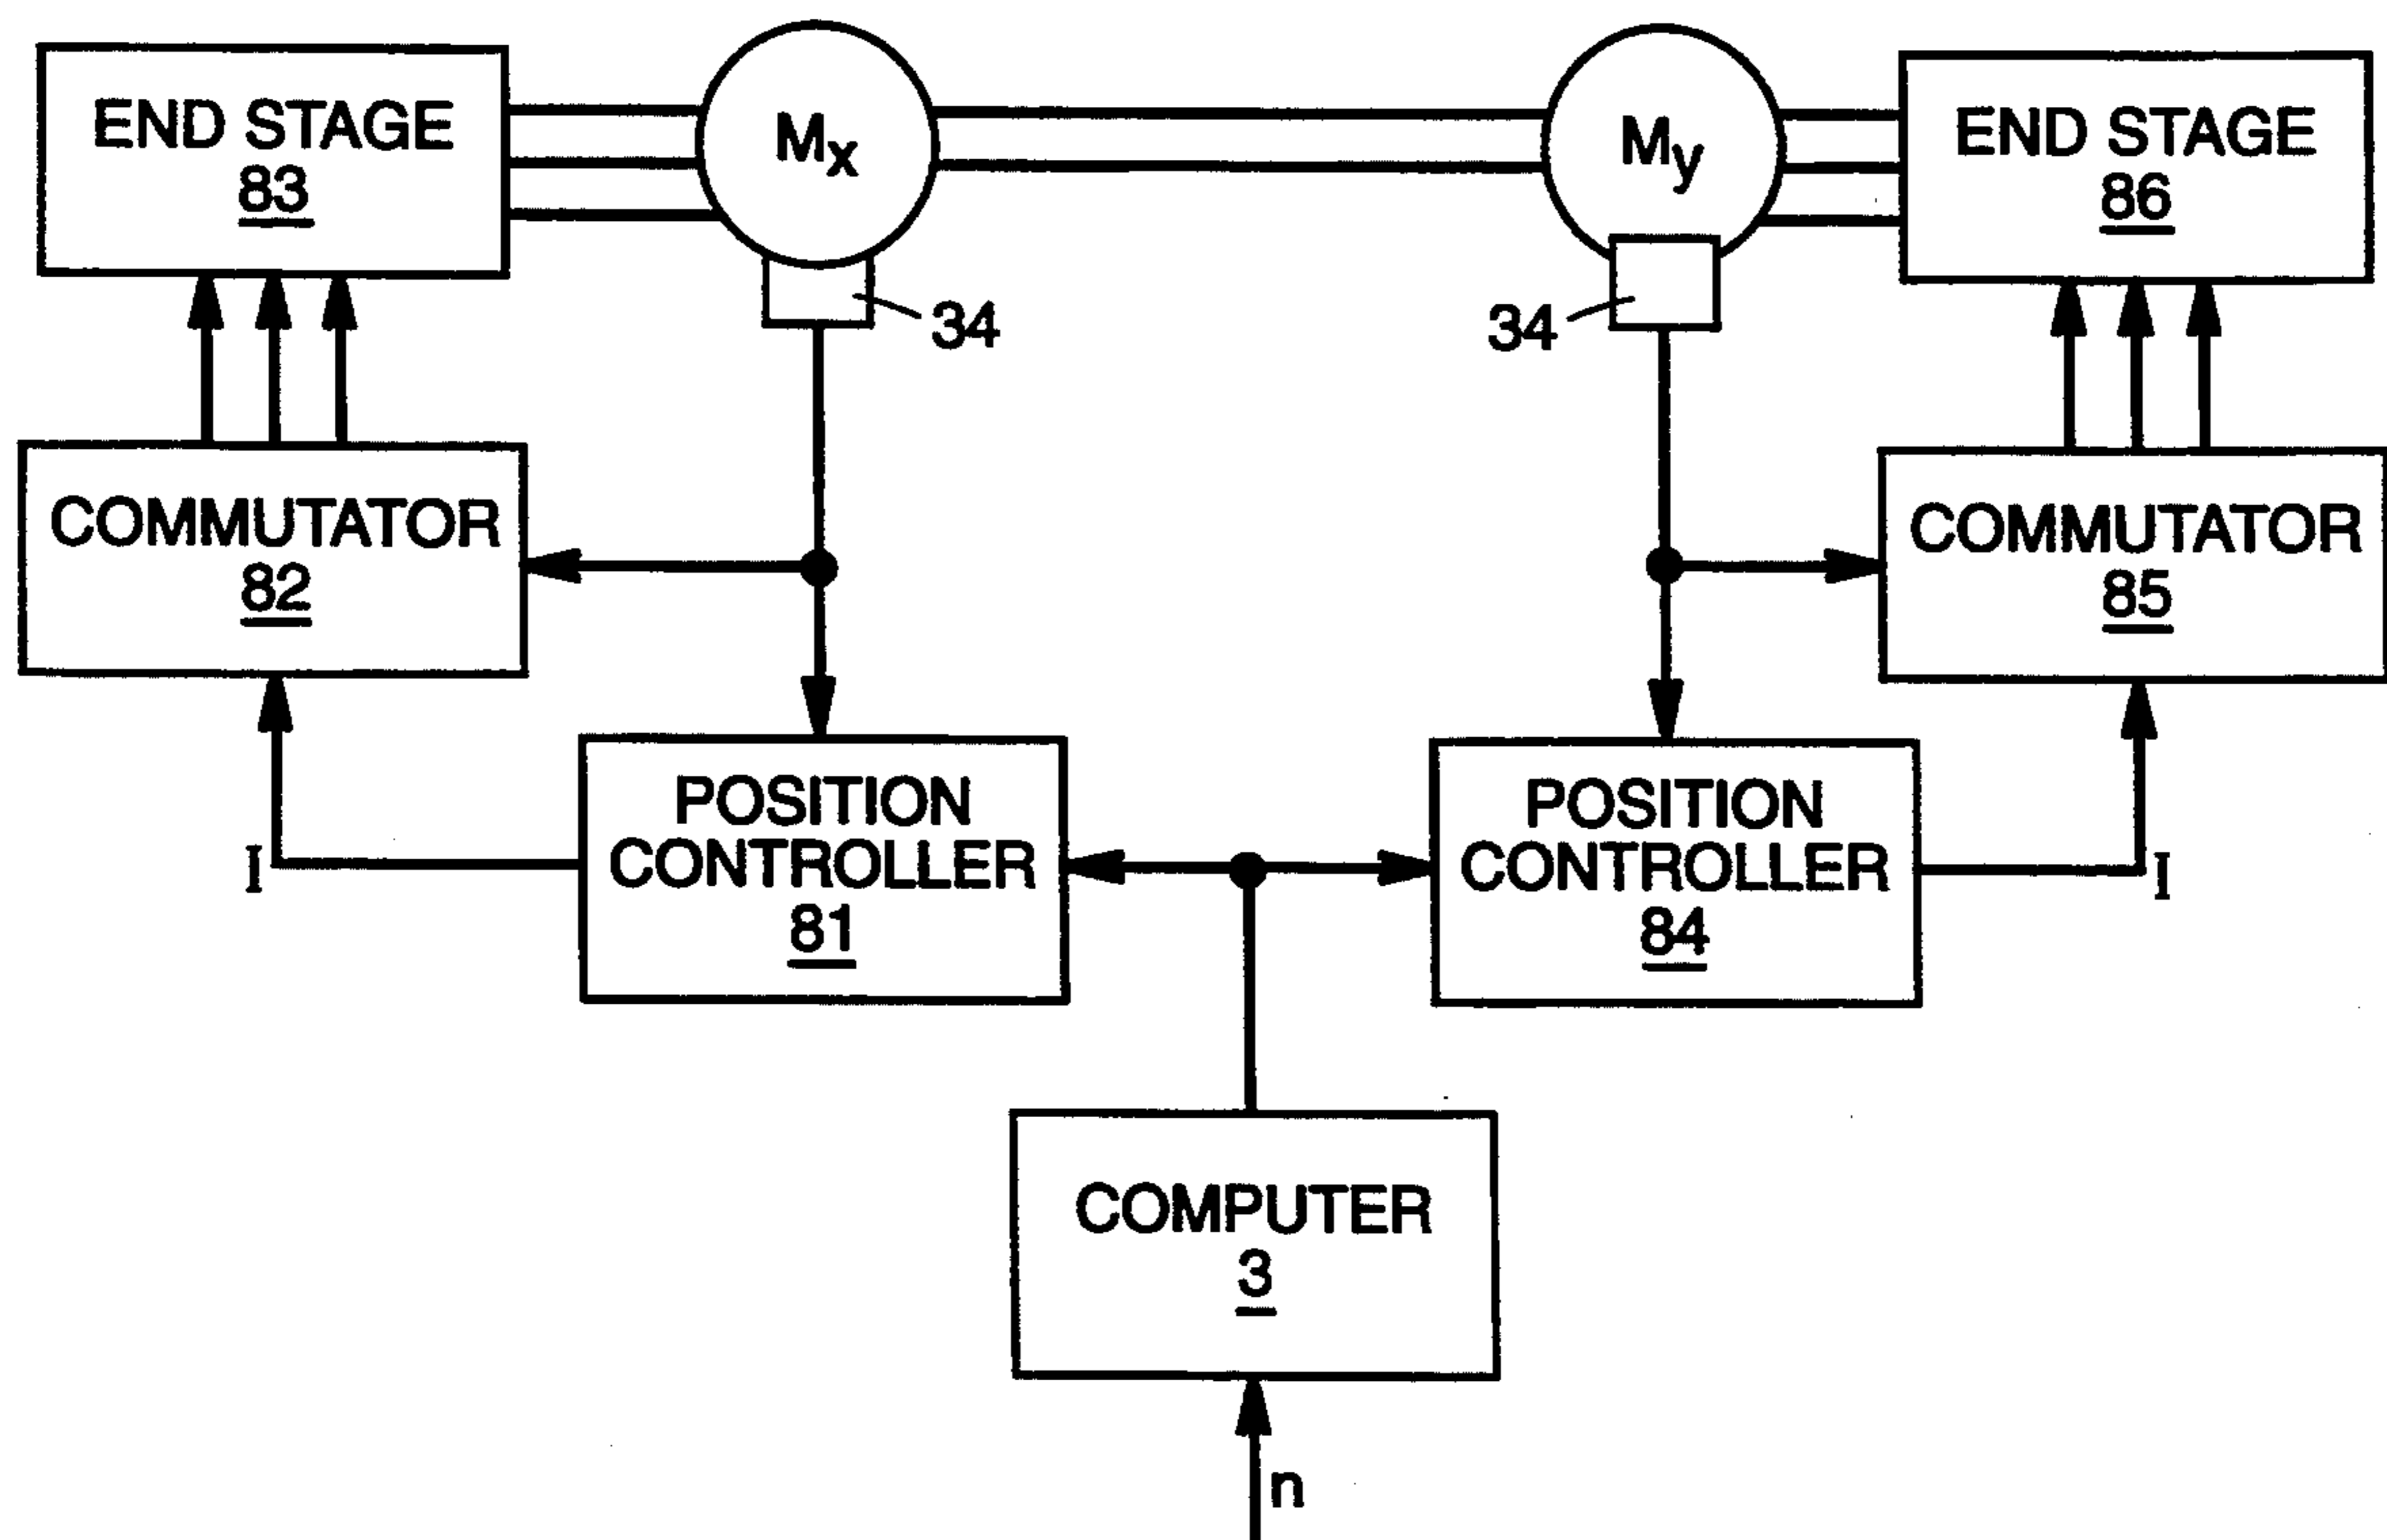 END STAGE
83
Mx
My
END STAGE
86
34
34
COMMUTATOR
82
COMMUTATOR
85
POSITION
CONTROLLER
81
POSITION
CONTROLLER
84
I
I
COMPUTER
3
n